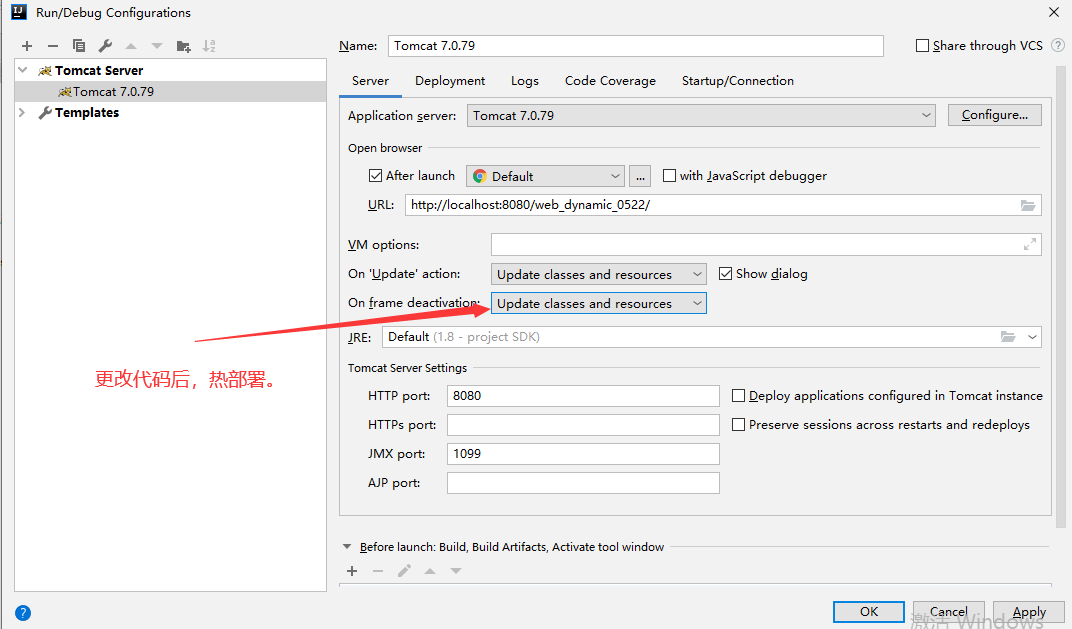 Run/Debug Configurations
Name: Tomcat 7.0.79 Share through VCS
Tomcat Server
Tomcat 7.0.79
Templates
Server Deployment Logs Code Coverage Startup/Connection
Application server: Tomcat 7.0.79 Configure...
Open browser
After launch Default ... with JavaScript debugger
URL: http://localhost:8080/web_dynamic_0522/
VM options:
On 'Update' action: Update classes and resources Show dialog
On frame deactivation: Update classes and resources
JRE: Default (1.8 - project SDK)
更改代码后，热部署。
Tomcat Server Settings
HTTP port: 8080 Deploy applications configured in Tomcat instance
HTTPs port: Preserve sessions across restarts and redeploys
JMX port: 1099
AJP port:
Before launch: Build, Build Artifacts, Activate tool window
OK Cancel Apply
激活 Windows